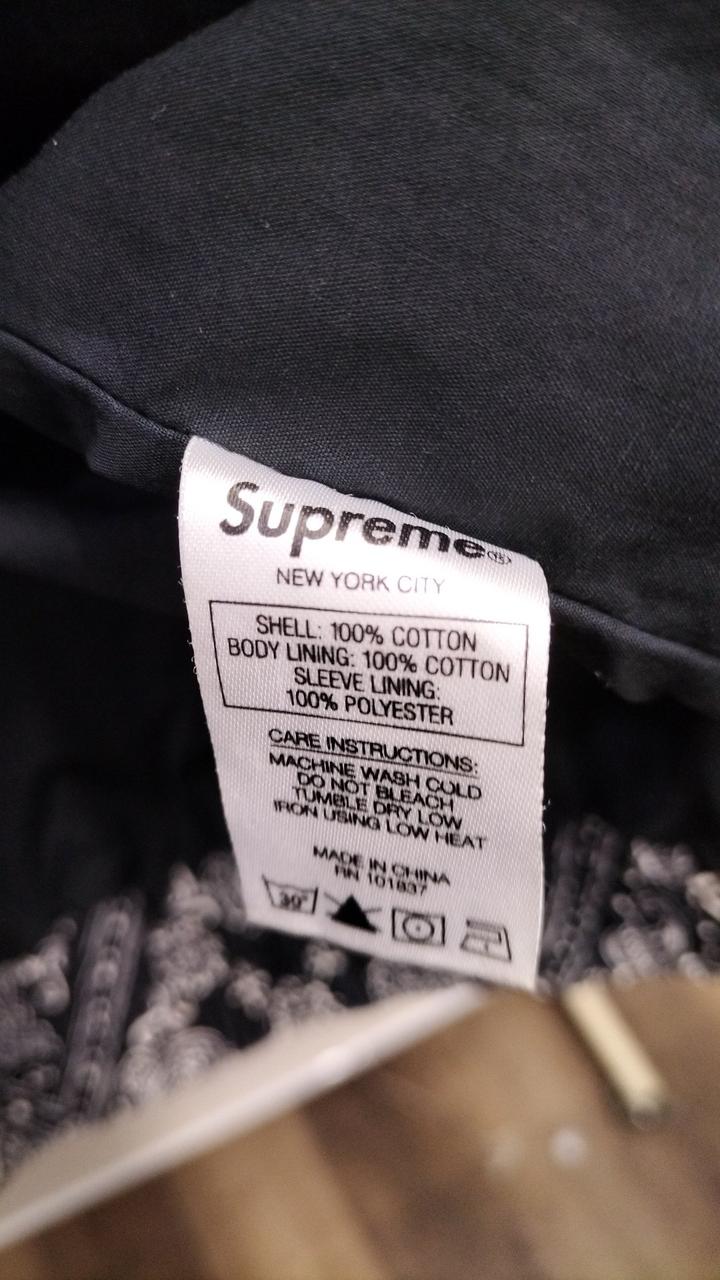 Supreme®
NEW YORK CITY
SHELL: 100% COTTON
BODY LINING: 100% COTTON
SLEEVE LINING:
100% POLYESTER
CARE INSTRUCTIONS:
MACHINE WASH COLD
DO NOT BLEACH
TUMBLE DRY LOW
IRON USING LOW HEAT
MADE IN CHINA
RN 101837
30°